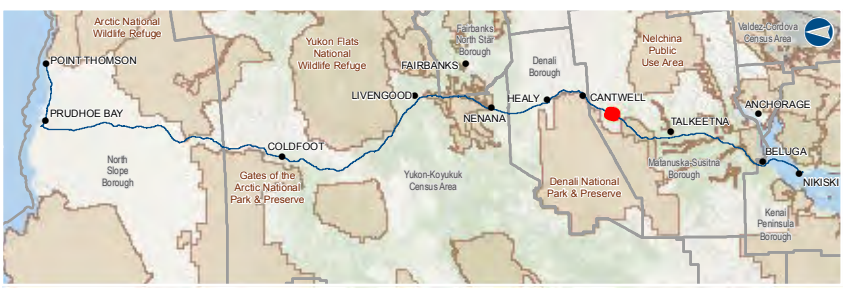 Arctic National
Wildlife Refuge
POINT THOMSON
PRUDHOE BAY
North
Slope
Borough
Yukon Flats
National
Wildlife Refuge
COLDFOOT
Gates of the
Arctic National
Park & Preserve
Fairbanks
North Star
Borough
FAIRBANKS
LIVENGOOD
NENANA
Yukon-Koyukuk
Census Area
Denali
Borough
HEALY
CANTWELL
Denali National
Park & Preserve
Nelchina
Public
Use Area
TALKEETNA
Matanuska-Susitna
Borough
Valdez-Cordova
Census Area
ANCHORAGE
BELUGA
NIKISKI
Kenai
Peninsula
Borough